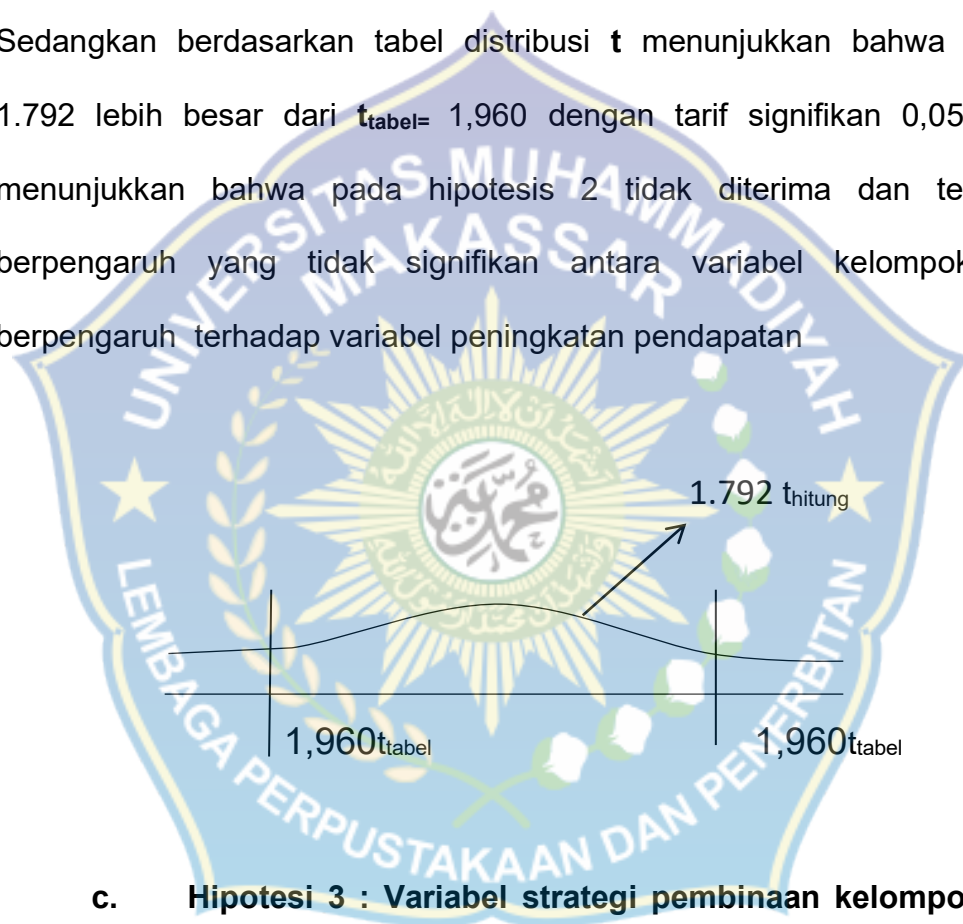 Sedangkan berdasarkan tabel distribusi t menunjukkan bahwa
1.792 lebih besar dari ttabel= 1,960 dengan tarif signifikan 0,05
menunjukkan bahwa pada hipotesis 2 tidak diterima dan te
berpengaruh yang tidak signifikan antara variabel kelompok
berpengaruh terhadap variabel peningkatan pendapatan
UNIVERSITAS MUHAMMADIYAH
MAKASSAR
1.792 thitung
1,960ttabel 1,960ttabel
LEMBAGA PERPUSTAKAAN DAN PENERBITAN
c. Hipotesi 3 : Variabel strategi pembinaan kelompo